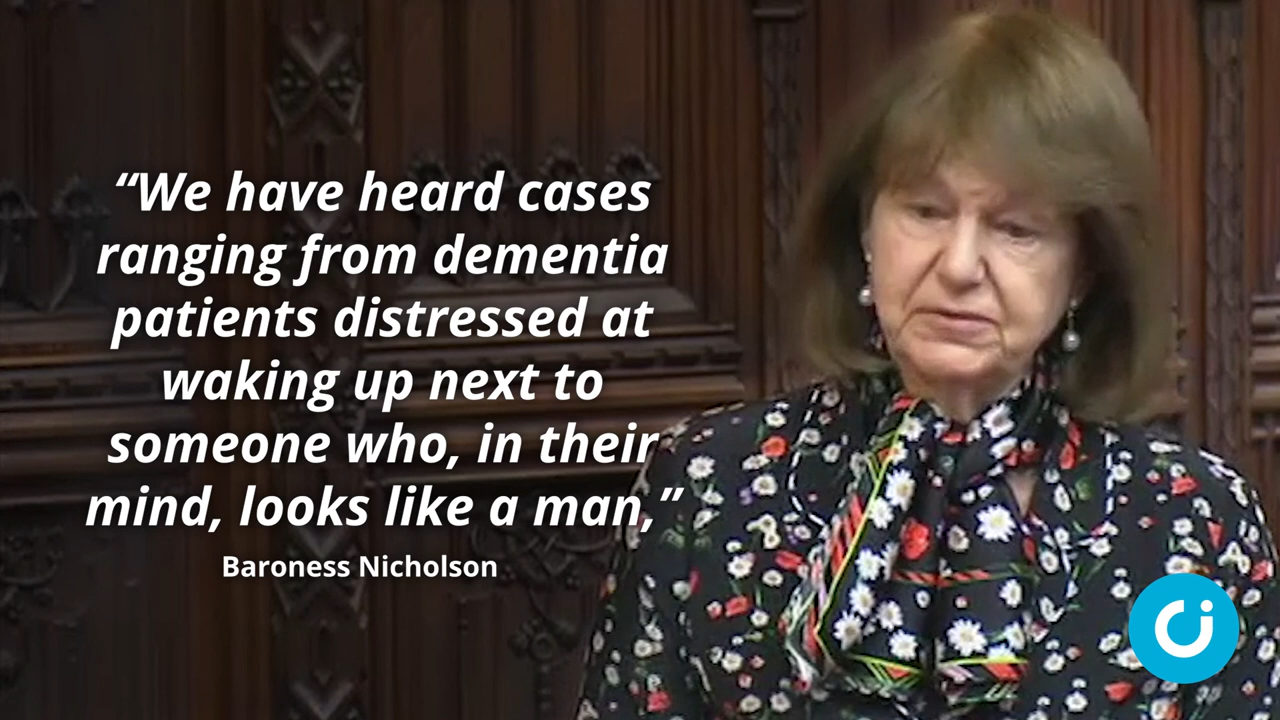 “We have heard cases
ranging from dementia
patients distressed at
waking up next to
someone who, in their
mind, looks like a man,”
Baroness Nicholson